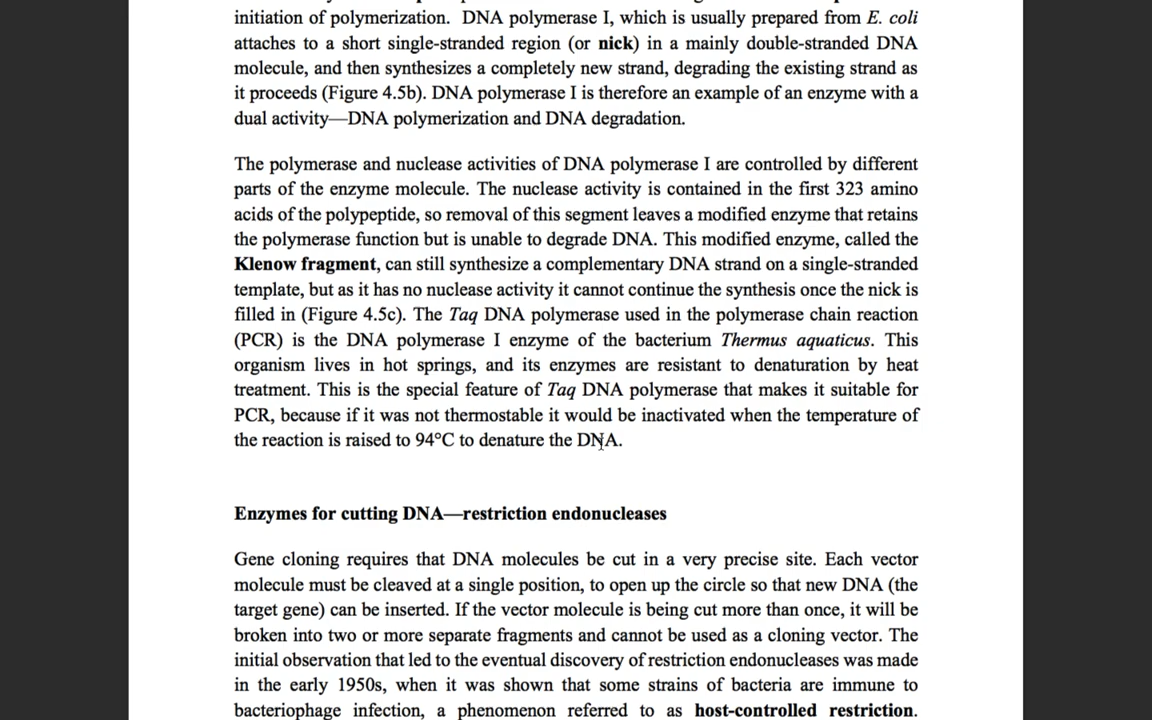 initiation of polymerization. DNA polymerase I, which is usually prepared from E. coli
attaches to a short single-stranded region (or nick) in a mainly double-stranded DNA
molecule, and then synthesizes a completely new strand, degrading the existing strand as
it proceeds (Figure 4.5b). DNA polymerase I is therefore an example of an enzyme with a
dual activity—DNA polymerization and DNA degradation.
The polymerase and nuclease activities of DNA polymerase I are controlled by different
parts of the enzyme molecule. The nuclease activity is contained in the first 323 amino
acids of the polypeptide, so removal of this segment leaves a modified enzyme that retains
the polymerase function but is unable to degrade DNA. This modified enzyme, called the
Klenow fragment, can still synthesize a complementary DNA strand on a single-stranded
template, but as it has no nuclease activity it cannot continue the synthesis once the nick is
filled in (Figure 4.5c). The Taq DNA polymerase used in the polymerase chain reaction
(PCR) is the DNA polymerase I enzyme of the bacterium Thermus aquaticus. This
organism lives in hot springs, and its enzymes are resistant to denaturation by heat
treatment. This is the special feature of Taq DNA polymerase that makes it suitable for
PCR, because if it was not thermostable it would be inactivated when the temperature of
the reaction is raised to 94°C to denature the DNA.
Enzymes for cutting DNA—restriction endonucleases
Gene cloning requires that DNA molecules be cut in a very precise site. Each vector
molecule must be cleaved at a single position, to open up the circle so that new DNA (the
target gene) can be inserted. If the vector molecule is being cut more than once, it will be
broken into two or more separate fragments and cannot be used as a cloning vector. The
initial observation that led to the eventual discovery of restriction endonucleases was made
in the early 1950s, when it was shown that some strains of bacteria are immune to
bacteriophage infection, a phenomenon referred to as host-controlled restriction.